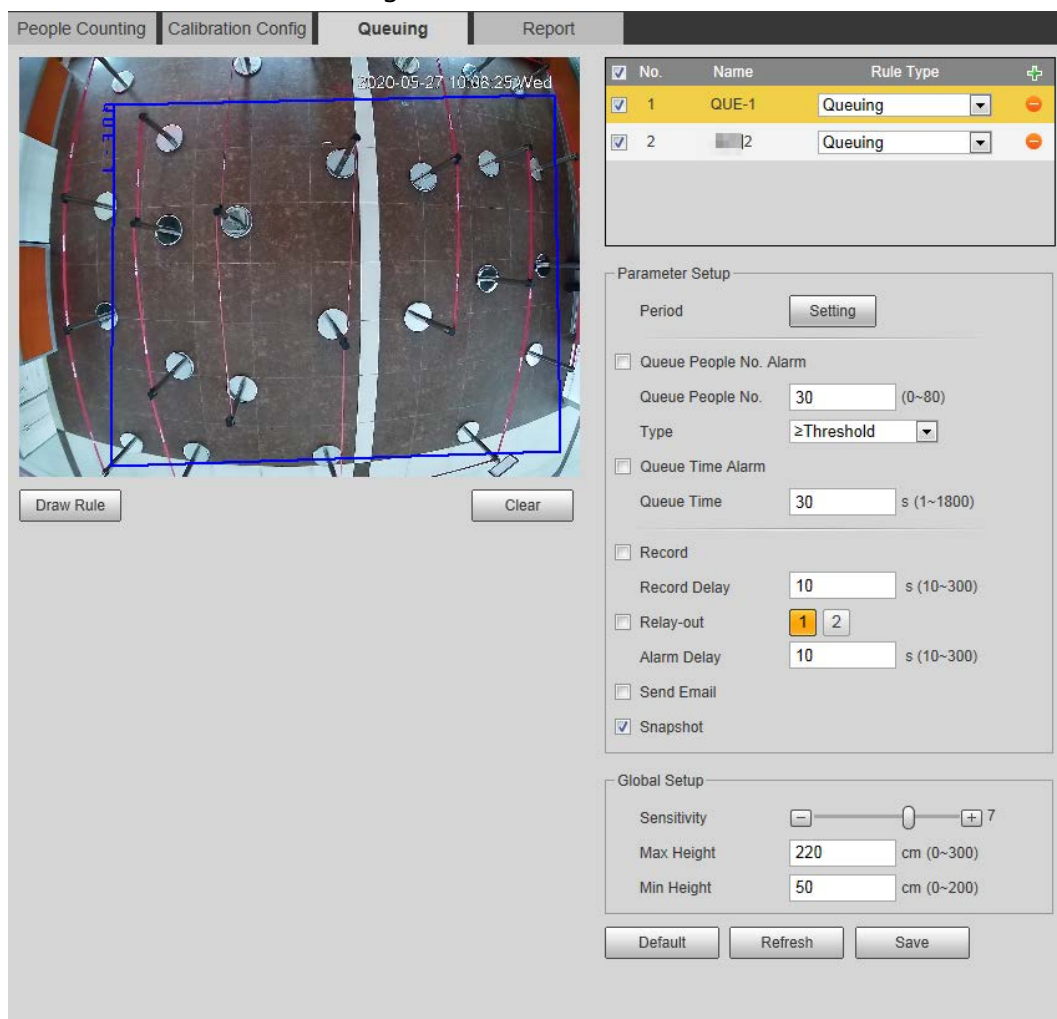 People Counting Calibration Config Queuing Report
2020-05-27 10:38:25 Wed
QUE-1
No. Name Rule Type
1 QUE-1 Queuing
2 2 Queuing
Parameter Setup
Period Setting
Queue People No. Alarm
Queue People No. 30 (0~80)
Type ≥Threshold
Queue Time Alarm
Queue Time 30 s (1~1800)
Draw Rule Clear
Record
Record Delay 10 s (10~300)
Relay-out 1 2
Alarm Delay 10 s (10~300)
Send Email
Snapshot
Global Setup
Sensitivity 7
Max Height 220 cm (0~300)
Min Height 50 cm (0~200)
Default Refresh Save